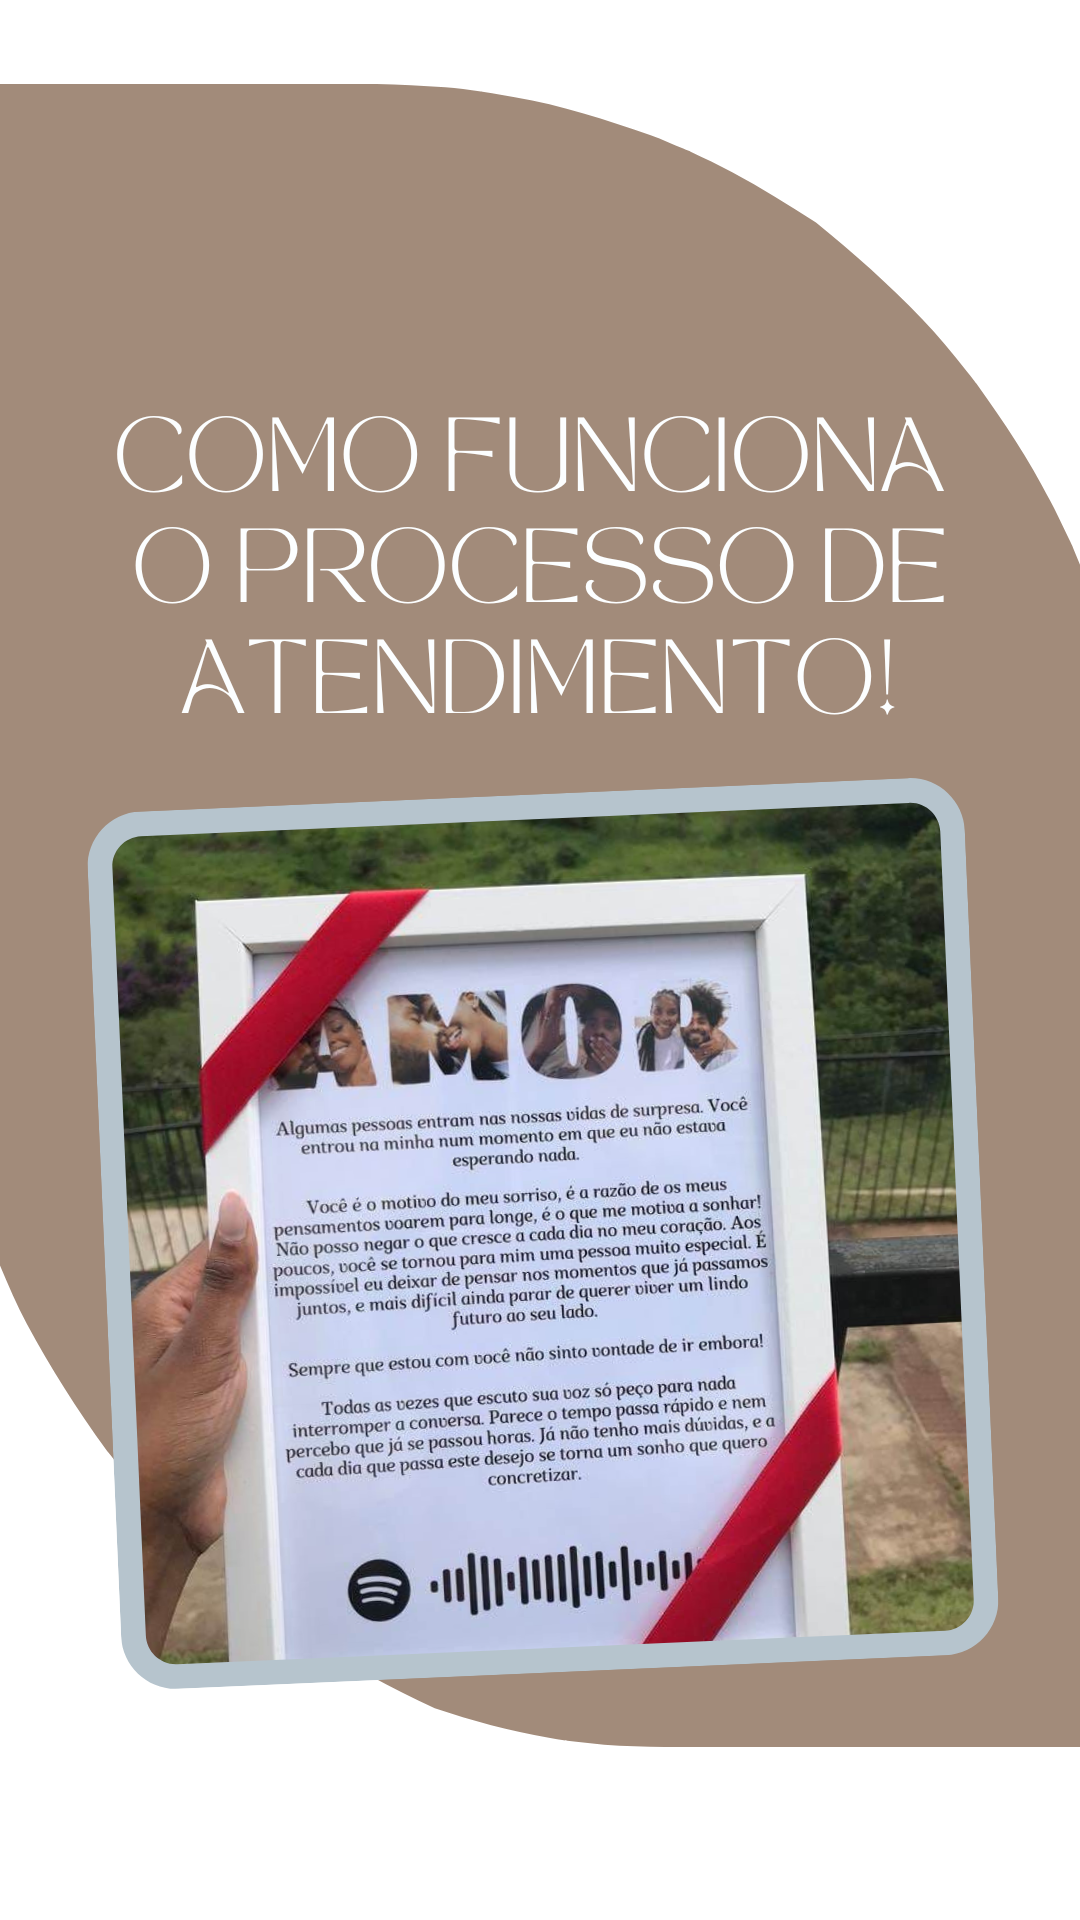 COMO FUNCIONA
O PROCESSO DE
ATENDIMENTO!
AMOR
Algumas pessoas entram nas nossas vidas de surpresa. Você
entrou na minha num momento em que eu não estava
esperando nada.
Você é o motivo do meu sorriso, é a razão de os meus
pensamentos voarem para longe, é o que me motiva a sonhar!
Não posso negar o que cresce a cada dia no meu coração. Aos
poucos, você se tornou para mim uma pessoa muito especial. É
impossível eu deixar de pensar nos momentos que já passamos
juntos, e mais difícil ainda parar de querer viver um lindo
futuro ao seu lado.
Sempre que estou com você não sinto vontade de ir embora!
Todas as vezes que escuto sua voz só peço para nada
interromper a conversa. Parece o tempo passa rápido e nem
percebo que já se passou horas. Já não tenho mais dúvidas, e a
cada dia que passa este desejo se torna um sonho que quero
concretizar.